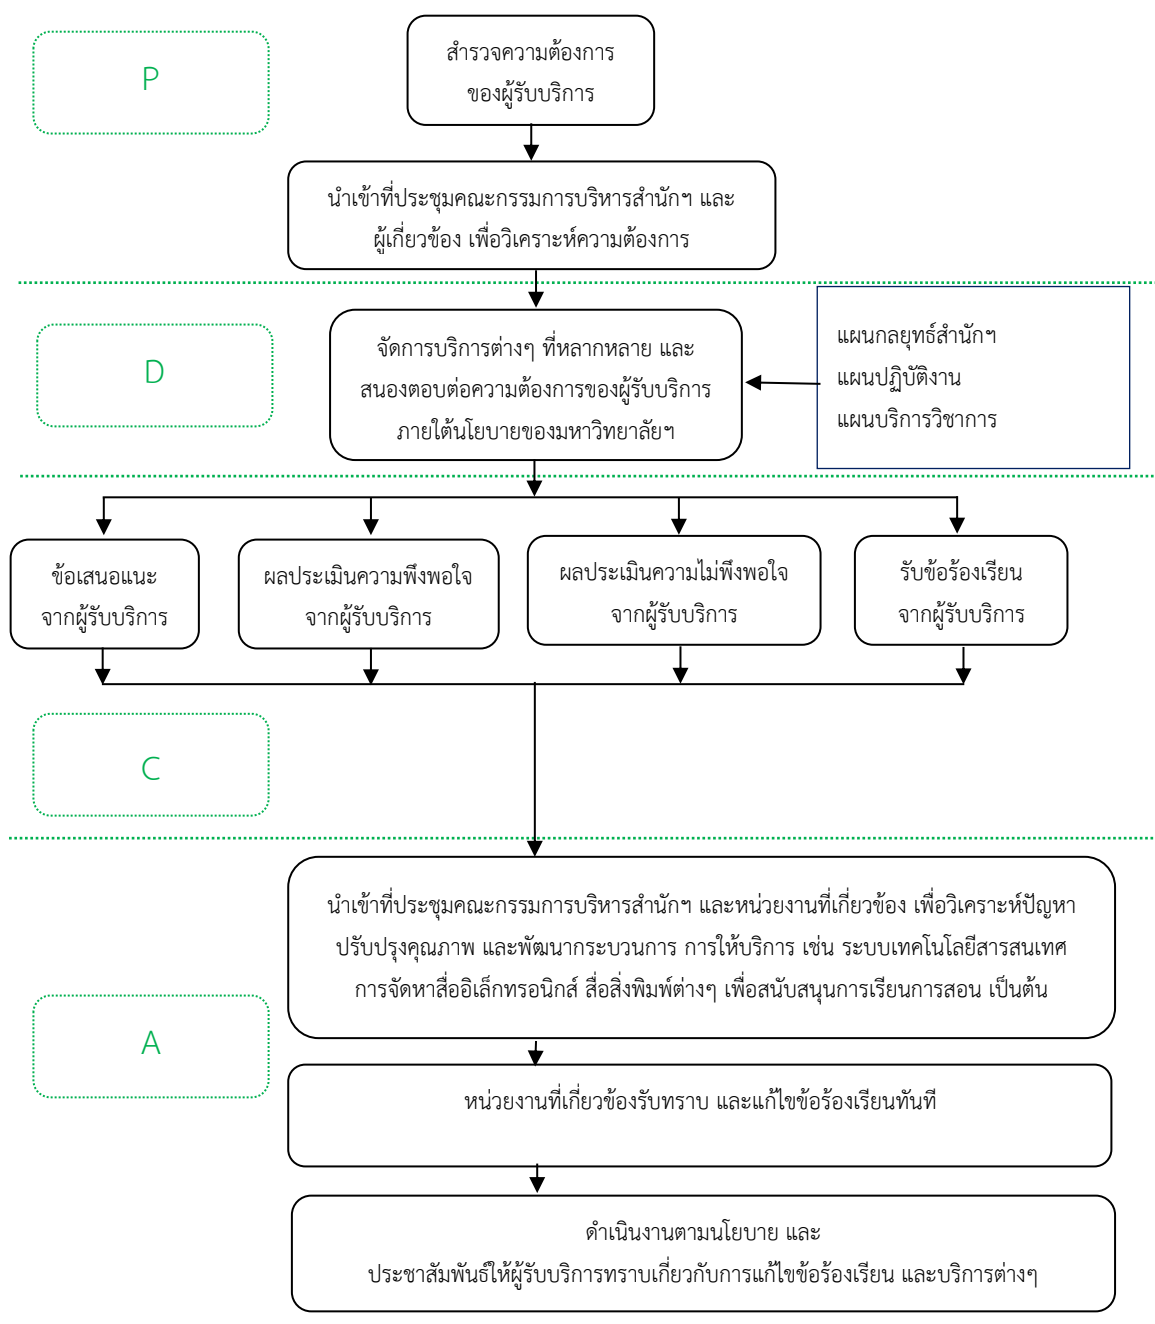 P
สำรวจความต้องการ
ของผู้รับบริการ
นำเข้าที่ประชุมคณะกรรมการบริหารสำนักฯ และ
ผู้เกี่ยวข้อง เพื่อวิเคราะห์ความต้องการ
D
จัดการบริการต่างๆ ที่หลากหลาย และ
สนองตอบต่อความต้องการของผู้รับบริการ
ภายใต้นโยบายของมหาวิทยาลัยฯ
แผนกลยุทธ์สำนักฯ
แผนปฏิบัติงาน
แผนบริการวิชาการ
ข้อเสนอแนะ
จากผู้รับบริการ
ผลประเมินความพึงพอใจ
จากผู้รับบริการ
ผลประเมินความไม่พึงพอใจ
จากผู้รับบริการ
รับข้อร้องเรียน
จากผู้รับบริการ
C
นำเข้าที่ประชุมคณะกรรมการบริหารสำนักฯ และหน่วยงานที่เกี่ยวข้อง เพื่อวิเคราะห์ปัญหา
ปรับปรุงคุณภาพ และพัฒนากระบวนการ การให้บริการ เช่น ระบบเทคโนโลยีสารสนเทศ
การจัดหาสื่ออิเล็กทรอนิกส์ สื่อสิ่งพิมพ์ต่างๆ เพื่อสนับสนุนการเรียนการสอน เป็นต้น
A
หน่วยงานที่เกี่ยวข้องรับทราบ และแก้ไขข้อร้องเรียนทันที
ดำเนินงานตามนโยบาย และ
ประชาสัมพันธ์ให้ผู้รับบริการทราบเกี่ยวกับการแก้ไขข้อร้องเรียน และบริการต่างๆ